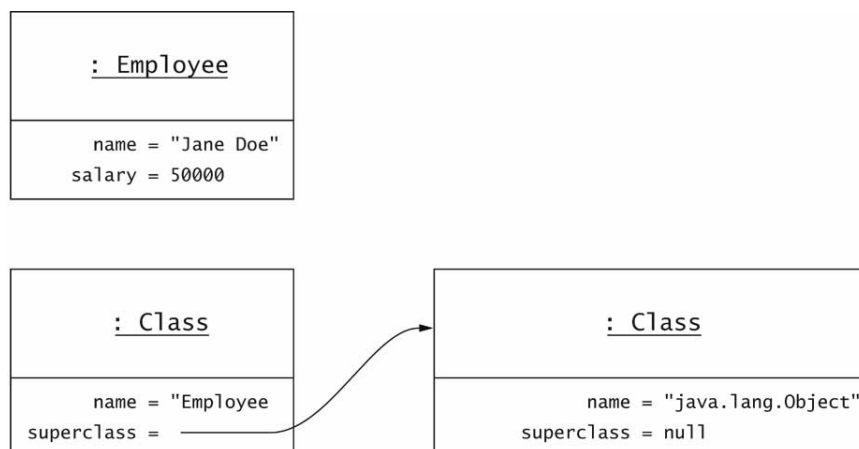 : Employee
name = "Jane Doe"
salary = 50000
: Class
name = "Employee
superclass =
: Class
name = "java.lang.Object"
superclass = null